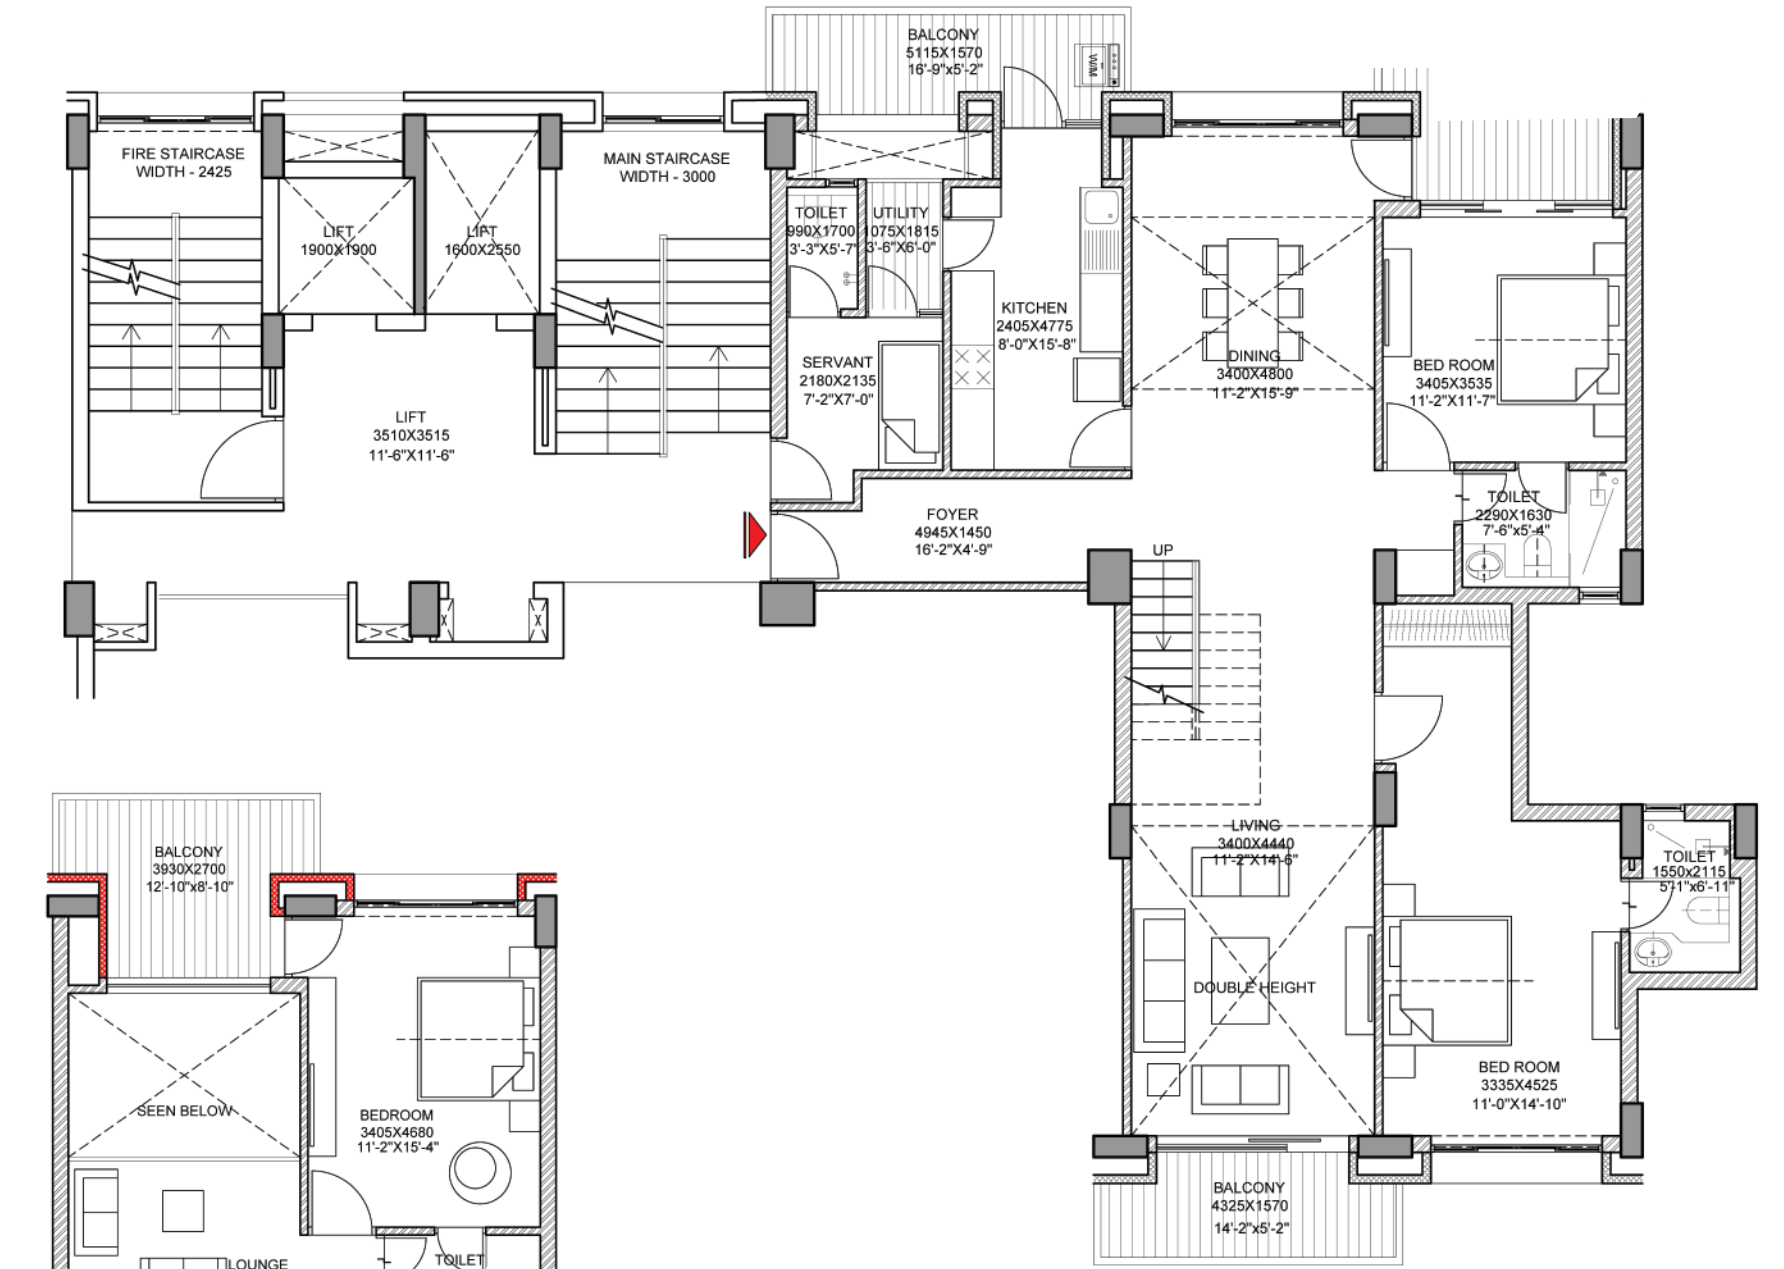 BALCONY
5115X1570
16'-9"x5'-2"
W/M
FIRE STAIRCASE
WIDTH - 2425
MAIN STAIRCASE
WIDTH - 3000
LIFT
1900X1900
LIFT
1600X2550
TOILET
990X1700
3'-3"X5'-7"
UTILITY
1075X1815
3'-6"X6'-0"
KITCHEN
2405X4775
8'-0"X15'-8"
DINING
3400X4800
11'-2"X15'-9"
BED ROOM
3405X3535
11'-2"X11'-7"
SERVANT
2180X2135
7'-2"X7'-0"
LIFT
3510X3515
11'-6"X11'-6"
FOYER
4945X1450
16'-2"X4'-9"
TOILET
2290X1630
7'-6"x5'-4"
UP
LIVING
3400X4440
11'-2"X14'-6"
DOUBLE HEIGHT
TOILET
1550x2115
5'-1"x6'-11"
BED ROOM
3335X4525
11'-0"X14'-10"
BALCONY
4325X1570
14'-2"x5'-2"
BALCONY
3930X2700
12'-10"x8'-10"
SEEN BELOW
BEDROOM
3405X4680
11'-2"X15'-4"
LOUNGE
TOILET